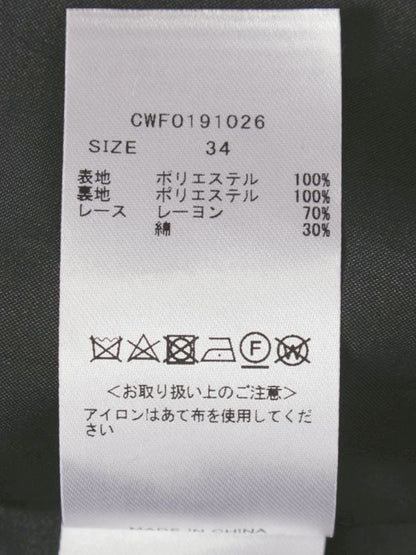 CWFO191026
SIZE 34
表地 ポリエステル 100%
裏地 ポリエステル 100%
レース レーヨン 70%
綿 30%
F W
<お取り扱い上のご注意>
アイロンはあて布を使用してくだ
さい
MADE IN CHINA